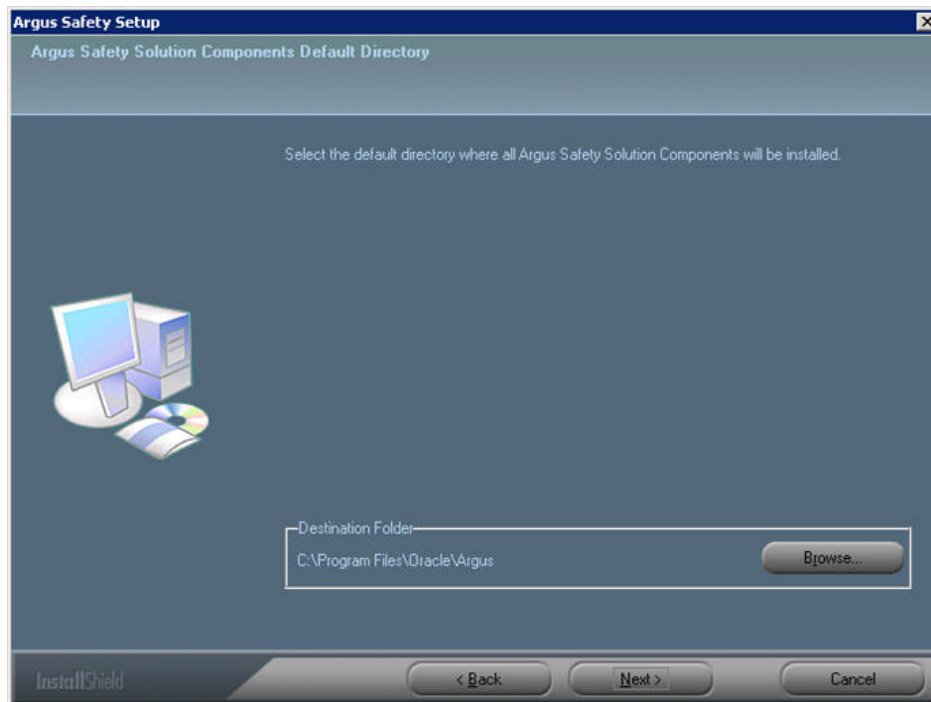 Argus Safety Setup
Argus Safety Solution Components Default Directory
Select the default directory where all Argus Safety Solution Components will be installed.
Destination Folder
C:\Program Files\Oracle\Argus
Browse...
InstallShield
< Back
Next >
Cancel